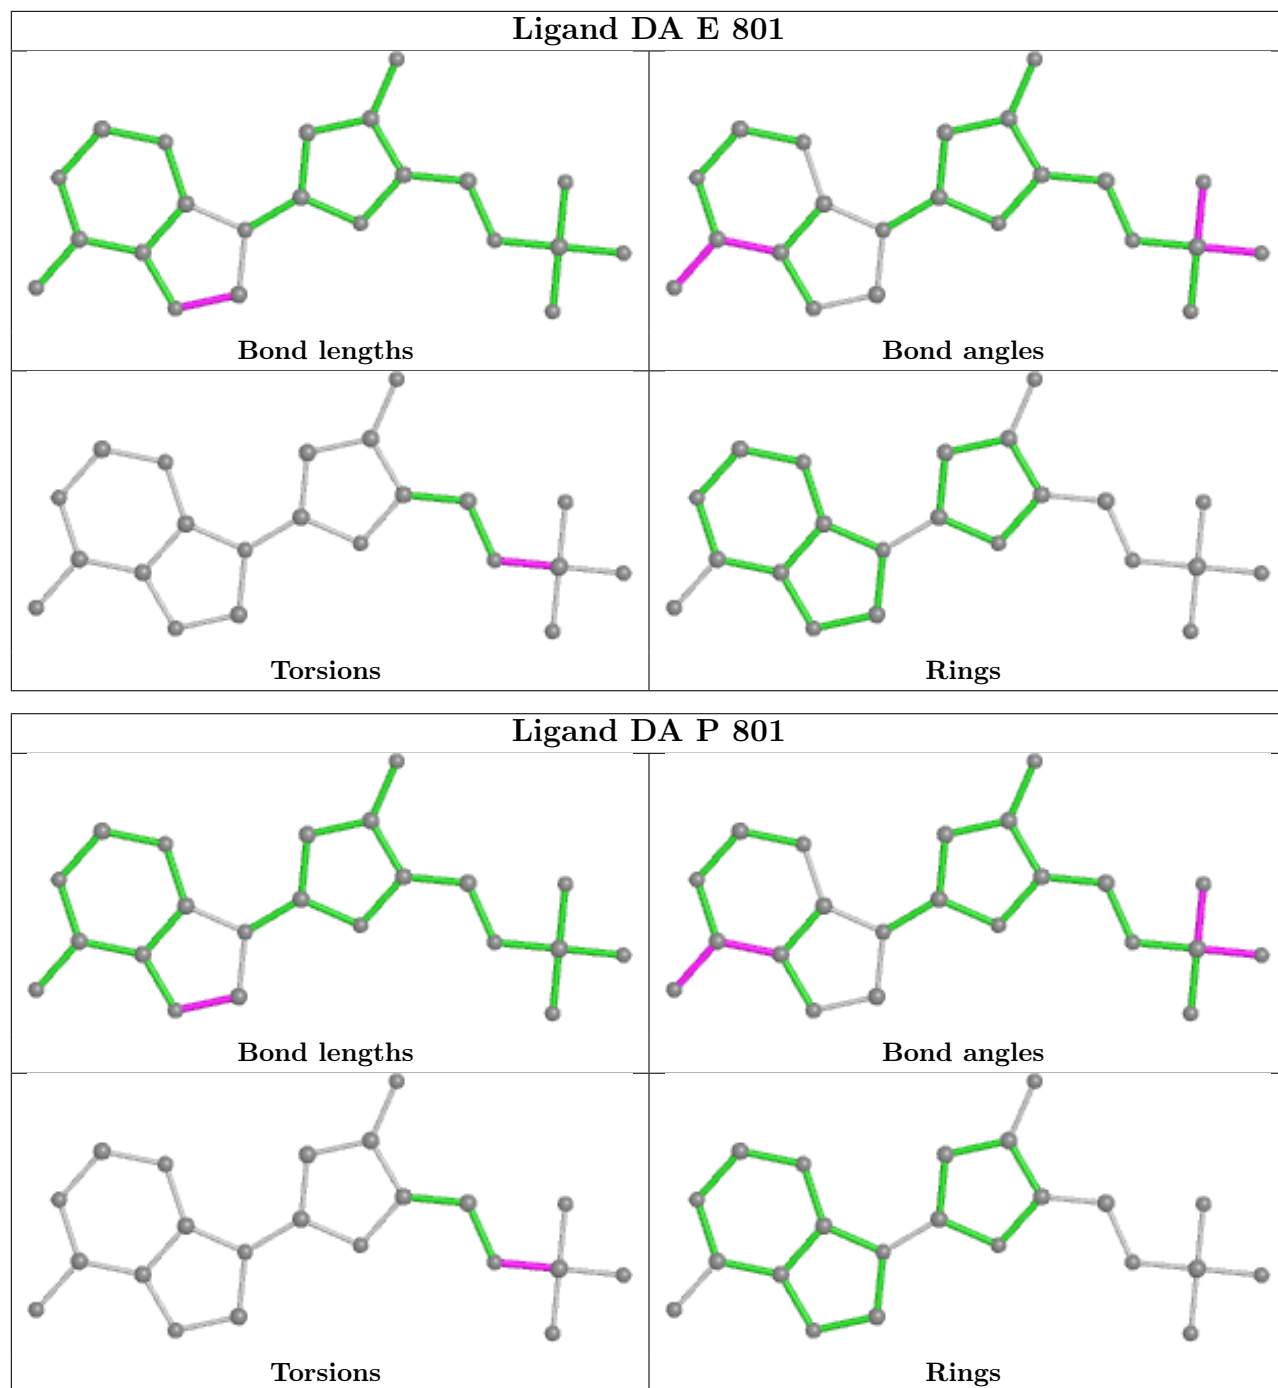 Ligand DA E 801
Bond lengths
Bond angles
Torsions
Rings
Ligand DA P 801
Bond lengths
Bond angles
Torsions
Rings